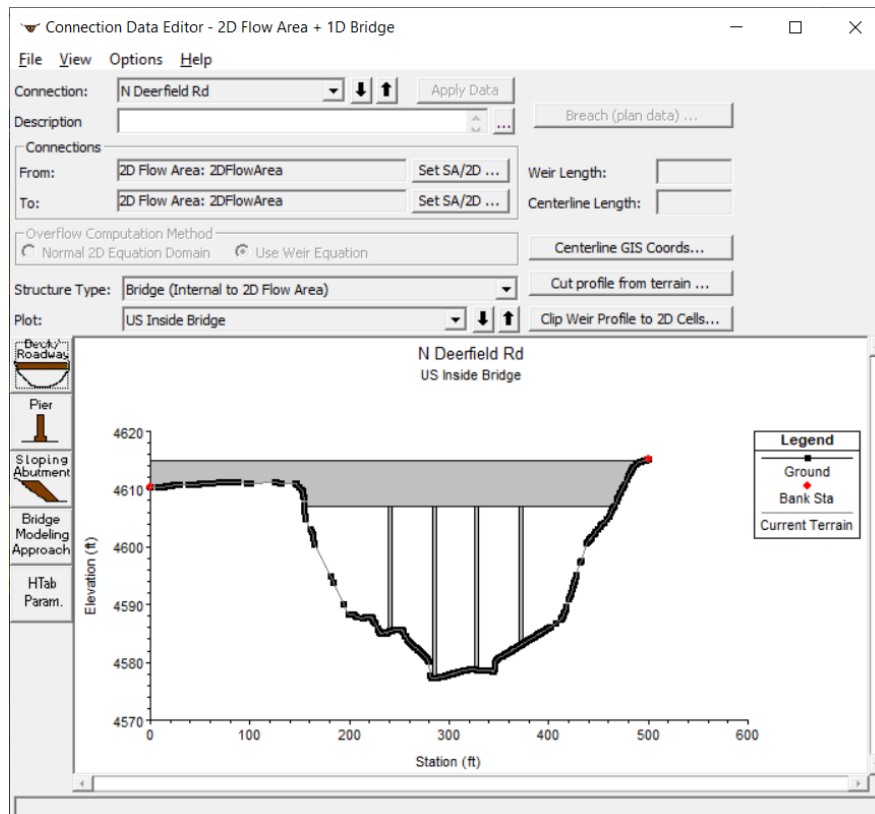 Connection Data Editor - 2D Flow Area + 1D Bridge
File View Options Help
Connection: N Deerfield Rd Apply Data
Description ... Breach (plan data) ...
Connections
From: 2D Flow Area: 2DFlowArea Set SA/2D ... Weir Length:
To: 2D Flow Area: 2DFlowArea Set SA/2D ... Centerline Length:
Overflow Computation Method
Normal 2D Equation Domain Use Weir Equation Centerline GIS Coords...
Structure Type: Bridge (Internal to 2D Flow Area) Cut profile from terrain ...
Plot: US Inside Bridge Clip Weir Profile to 2D Cells...
Deck/
Roadway
Pier
Sloping
Abutment
Bridge
Modeling
Approach
HTab
Param.
N Deerfield Rd
US Inside Bridge
4620
4610
4600
4590
4580
4570
Elevation (ft)
0 100 200 300 400 500 600
Station (ft)
Legend
Ground
Bank Sta
Current Terrain